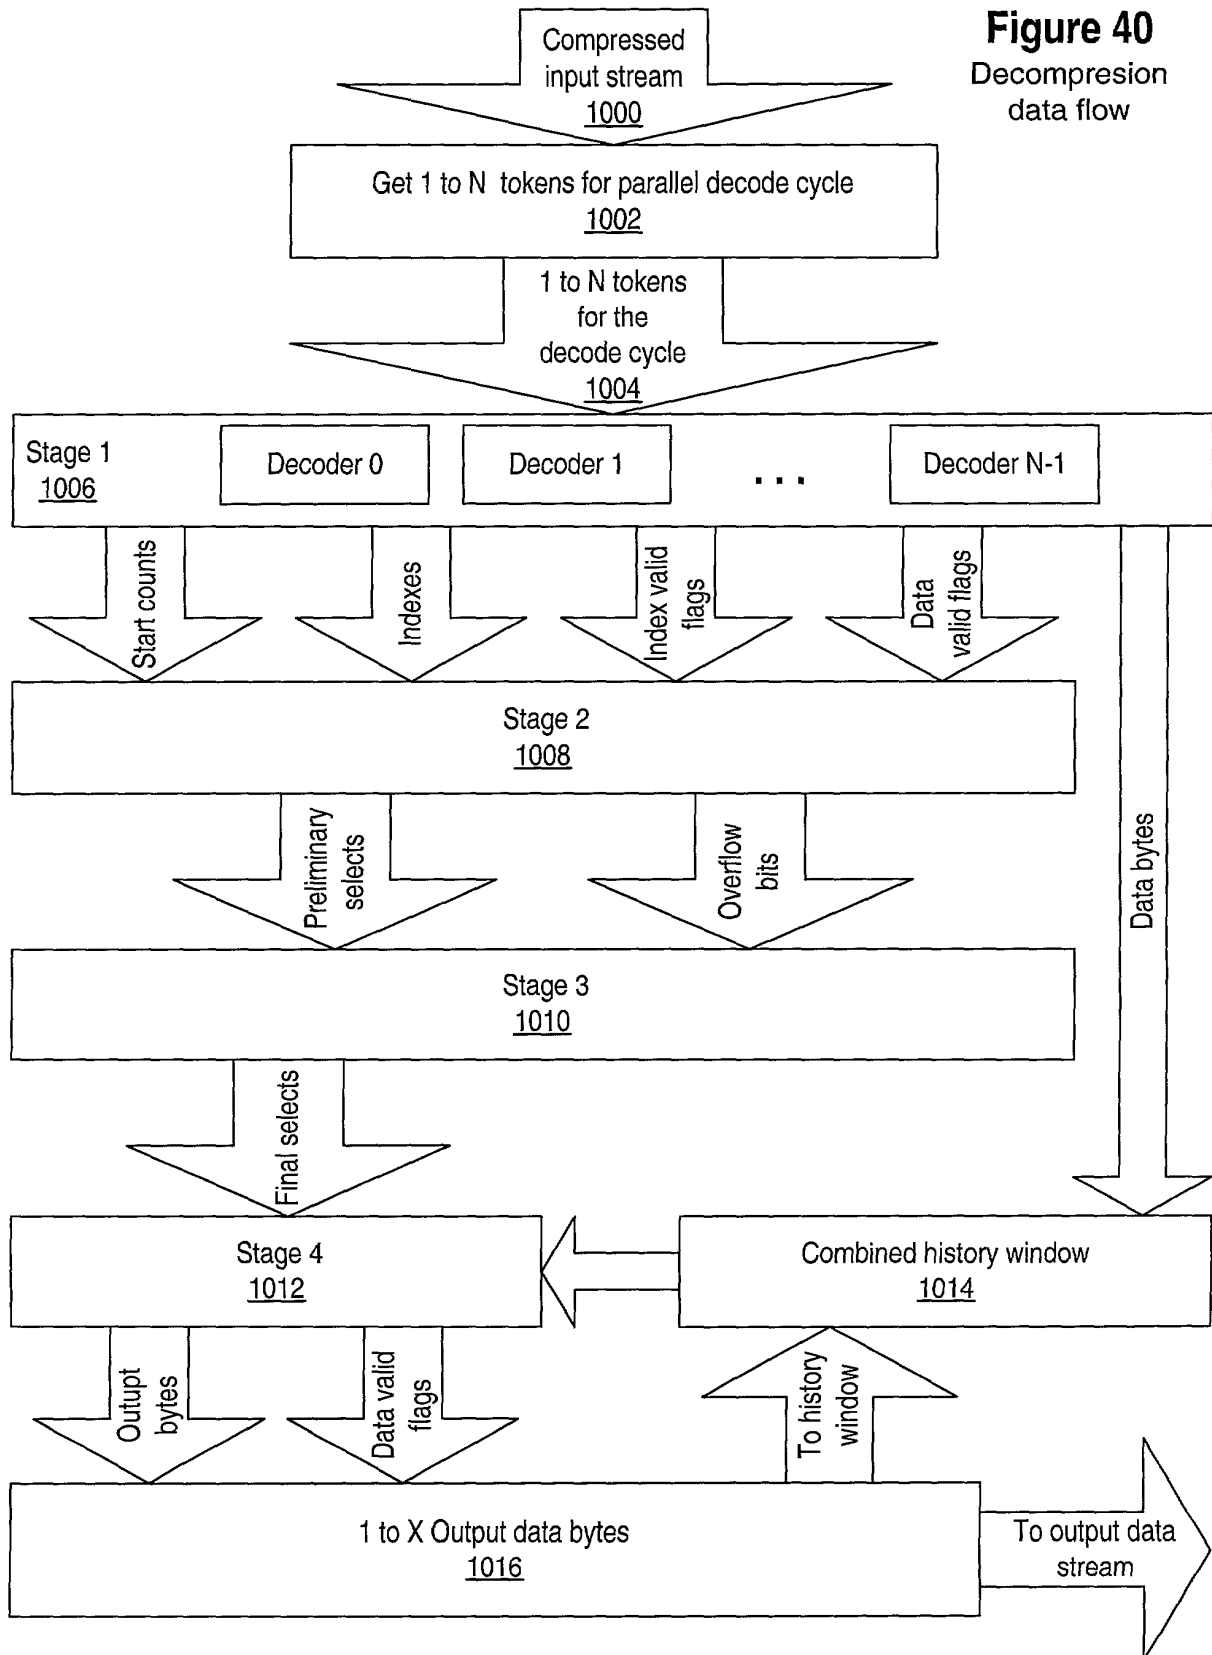 Figure 40
Decompresion
data flow
Compressed
input stream
1000
Get 1 to N tokens for parallel decode cycle
1002
1 to N tokens
for the
decode cycle
1004
Stage 1
1006
Decoder 0
Decoder 1
. . .
Decoder N-1
Start counts
Indexes
Index valid
flags
Data
valid flags
Data bytes
Stage 2
1008
Preliminary
selects
Overflow
bits
Stage 3
1010
Final selects
Stage 4
1012
Combined history window
1014
Outupt
bytes
Data valid
flags
To history
window
1 to X Output data bytes
1016
To output data
stream